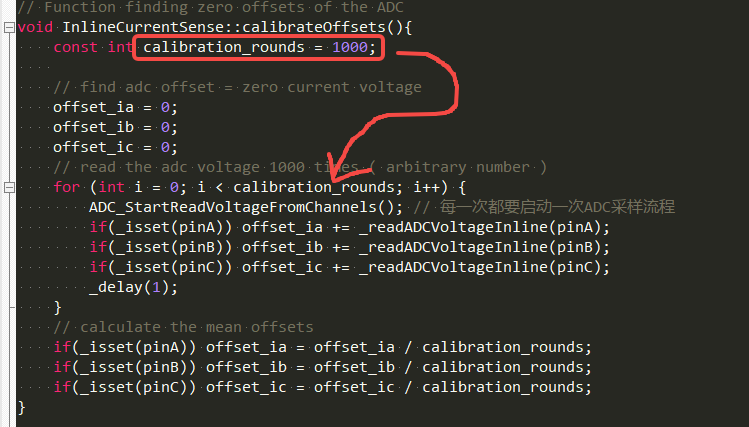 // Function finding zero offsets of the ADC
void InlineCurrentSense::calibrateOffsets(){
const int calibration_rounds = 1000;
// find adc offset = zero current voltage
offset_ia = 0;
offset_ib = 0;
offset_ic = 0;
// read the adc voltage 1000 times ( arbitrary number )
for (int i = 0; i < calibration_rounds; i++) {
ADC_StartReadVoltageFromChannels(); // 每一次都要启动一次ADC采样流程
if(_isset(pinA)) offset_ia += _readADCVoltageInline(pinA);
if(_isset(pinB)) offset_ib += _readADCVoltageInline(pinB);
if(_isset(pinC)) offset_ic += _readADCVoltageInline(pinC);
_delay(1);
}
// calculate the mean offsets
if(_isset(pinA)) offset_ia = offset_ia / calibration_rounds;
if(_isset(pinB)) offset_ib = offset_ib / calibration_rounds;
if(_isset(pinC)) offset_ic = offset_ic / calibration_rounds;
}